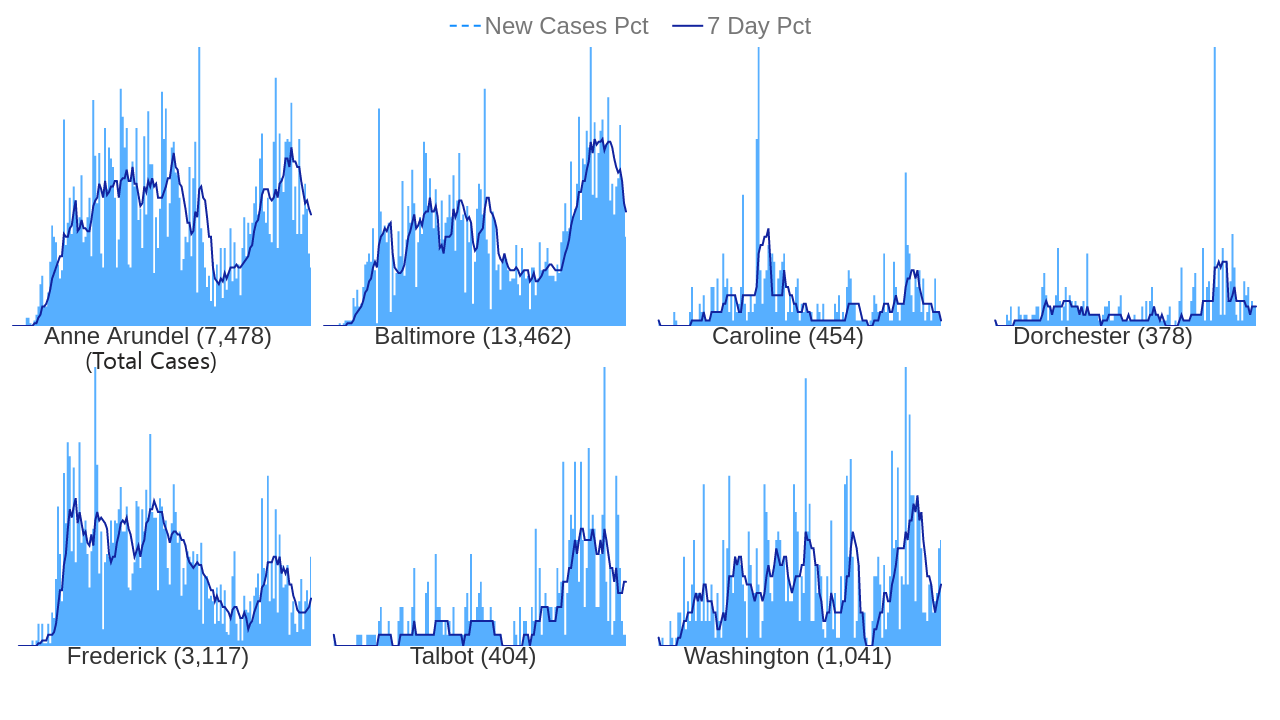 New Cases Pct 7 Day Pct
Anne Arundel (7,478)
(Total Cases)
Baltimore (13,462)
Caroline (454)
Dorchester (378)
Frederick (3,117)
Talbot (404)
Washington (1,041)